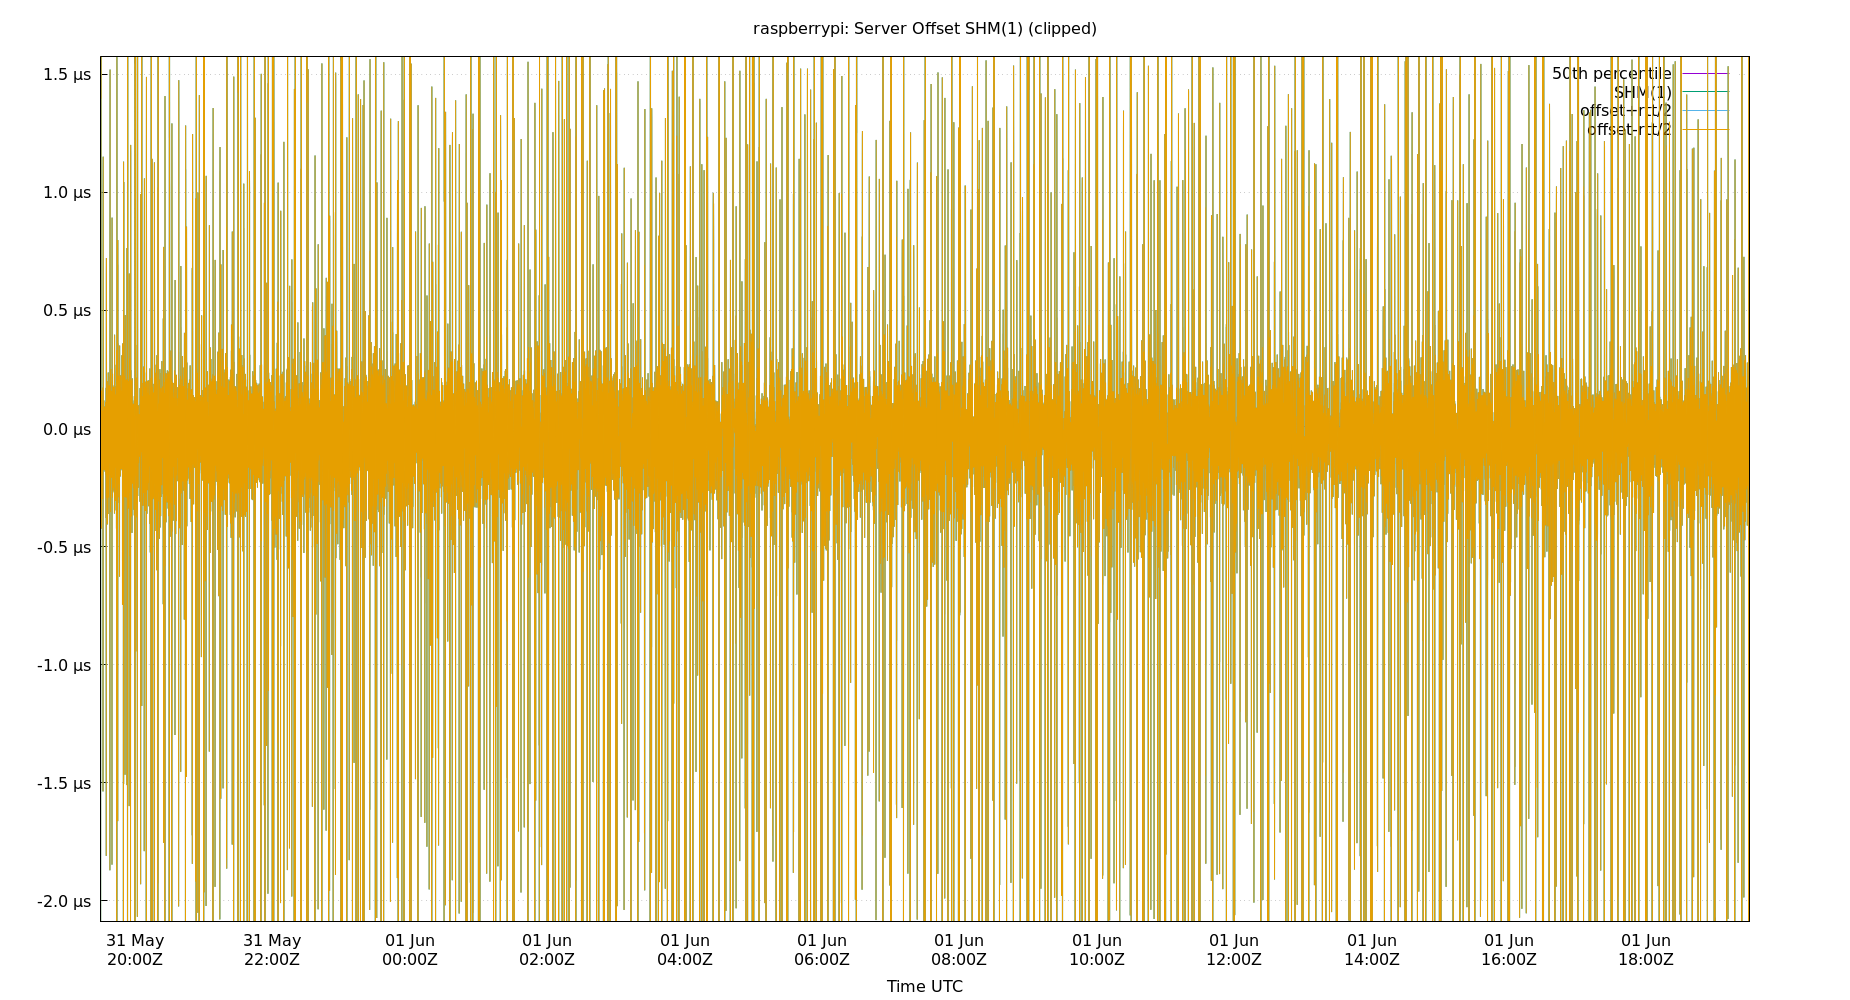 raspberrypi: Server Offset SHM(1) (clipped)
1.5 µs
1.0 µs
0.5 µs
0.0 µs
-0.5 µs
-1.0 µs
-1.5 µs
-2.0 µs
50th percentile
SHM(1)
offset+rtt/2
offset-rtt/2
31 May 31 May 01 Jun 01 Jun 01 Jun 01 Jun 01 Jun 01 Jun 01 Jun 01 Jun 01 Jun 01 Jun
20:00Z 22:00Z 00:00Z 02:00Z 04:00Z 06:00Z 08:00Z 10:00Z 12:00Z 14:00Z 16:00Z 18:00Z
Time UTC